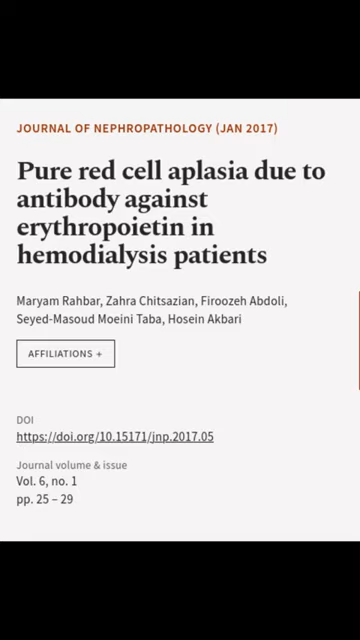 JOURNAL OF NEPHROPATHOLOGY (JAN 2017)
Pure red cell aplasia due to
antibody against
erythropoietin in
hemodialysis patients
Maryam Rahbar, Zahra Chitsazian, Firoozeh Abdoli,
Seyed-Masoud Moeini Taba, Hosein Akbari
AFFILIATIONS +
DOI
https://doi.org/10.15171/jnp.2017.05
Journal volume & issue
Vol. 6, no. 1
pp. 25 – 29